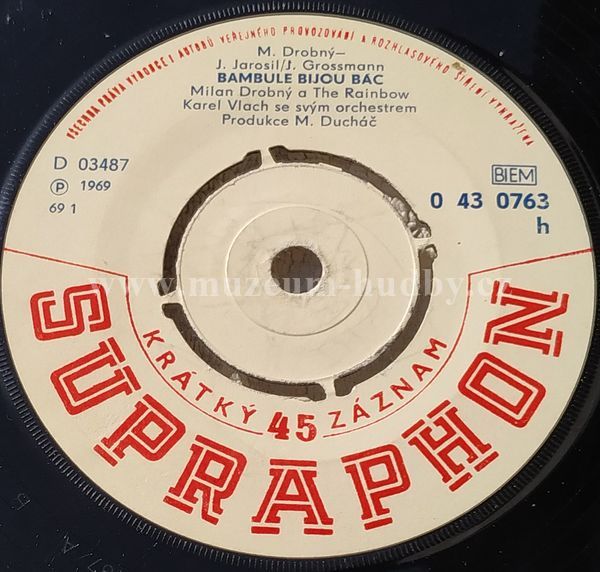 VŠECHNA PRÁVA VÝROBCE I AUTORŮ VEŘEJNÉHO PROVOZOVÁNÍ A ROZHLASOVÉHO ŠÍŘENÍ VYHRAŽENA
M. Drobný–
J. Jarosil/J. Grossmann
BAMBULE BIJOU BÁC
Milan Drobný a The Rainbow
Karel Vlach se svým orchestrem
Produkce M. Ducháč
D 03487
BIEM
Ⓟ 1969
0 43 0763
69 1
h
www.muzeum-hudby.cz
KRÁTKÝ 45 ZÁZNAM
SUPRAPHON